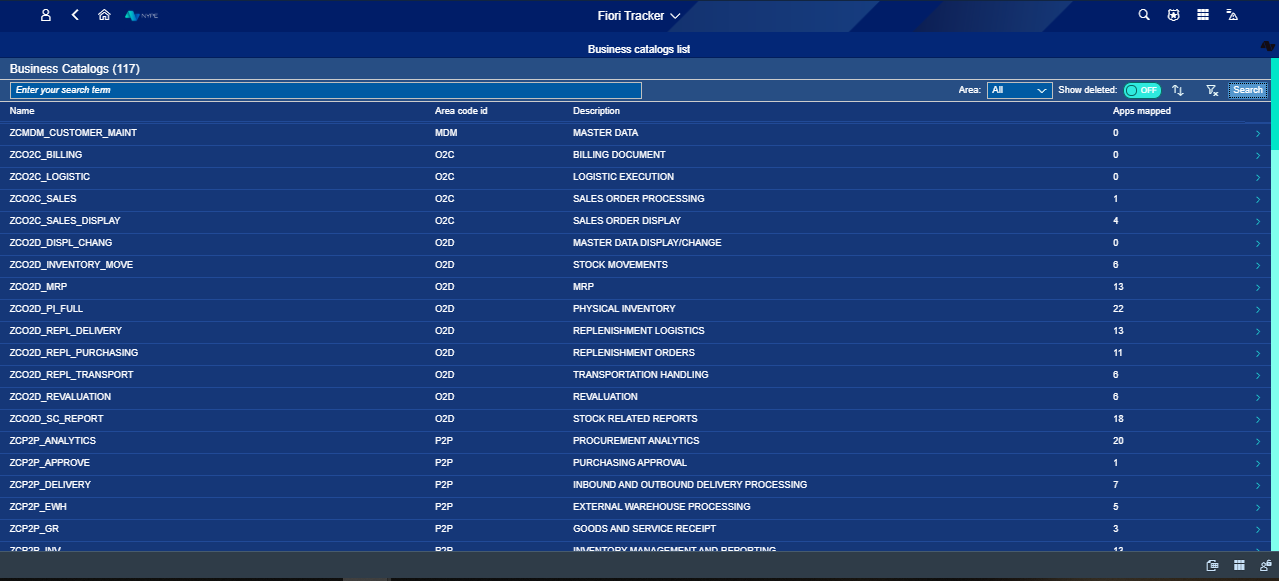 NYPE Fiori Tracker
Business catalogs list
Business Catalogs (117)
Enter your search term Area: All Show deleted: OFF Search
Name Area code id Description Apps mapped
ZCMDM_CUSTOMER_MAINT MDM MASTER DATA 0
ZCO2C_BILLING O2C BILLING DOCUMENT 0
ZCO2C_LOGISTIC O2C LOGISTIC EXECUTION 0
ZCO2C_SALES O2C SALES ORDER PROCESSING 1
ZCO2C_SALES_DISPLAY O2C SALES ORDER DISPLAY 4
ZCO2D_DISPL_CHANG O2D MASTER DATA DISPLAY/CHANGE 0
ZCO2D_INVENTORY_MOVE O2D STOCK MOVEMENTS 6
ZCO2D_MRP O2D MRP 13
ZCO2D_PI_FULL O2D PHYSICAL INVENTORY 22
ZCO2D_REPL_DELIVERY O2D REPLENISHMENT LOGISTICS 13
ZCO2D_REPL_PURCHASING O2D REPLENISHMENT ORDERS 11
ZCO2D_REPL_TRANSPORT O2D TRANSPORTATION HANDLING 6
ZCO2D_REVALUATION O2D REVALUATION 6
ZCO2D_SC_REPORT O2D STOCK RELATED REPORTS 18
ZCP2P_ANALYTICS P2P PROCUREMENT ANALYTICS 20
ZCP2P_APPROVE P2P PURCHASING APPROVAL 1
ZCP2P_DELIVERY P2P INBOUND AND OUTBOUND DELIVERY PROCESSING 7
ZCP2P_EWH P2P EXTERNAL WAREHOUSE PROCESSING 5
ZCP2P_GR P2P GOODS AND SERVICE RECEIPT 3
ZCP2P_INV P2P INVENTORY MANAGEMENT AND REPORTING